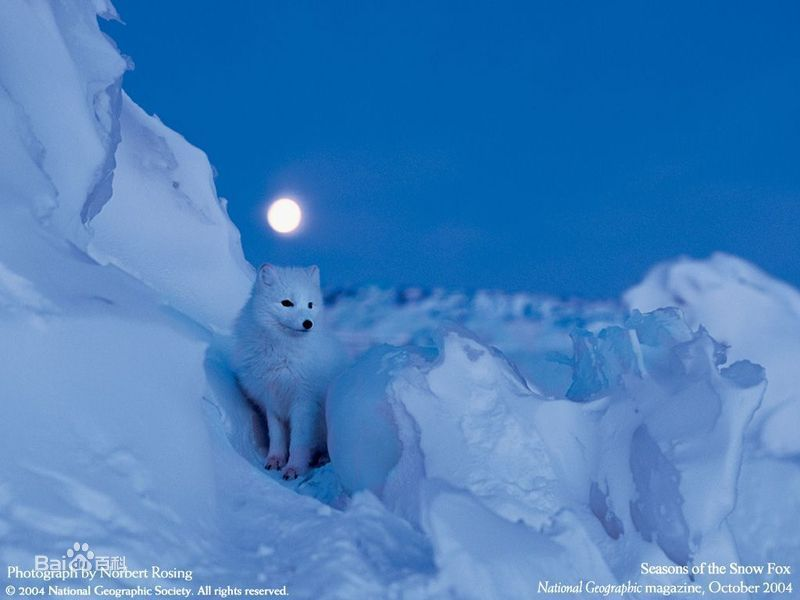 Baidu百科
Photograph by Norbert Rosing
© 2004 National Geographic Society. All rights reserved.
Seasons of the Snow Fox
National Geographic magazine, October 2004